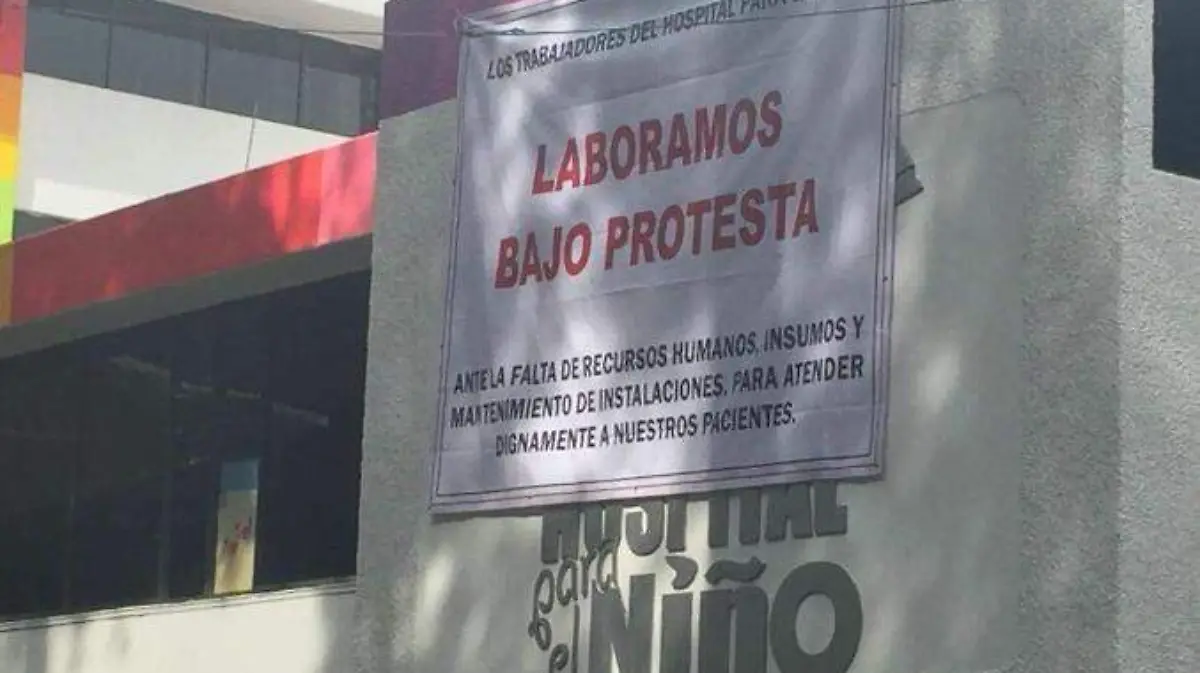 LOS TRABAJADORES DEL HOSPITAL PARA
LABORAMOS
BAJO PROTESTA
ANTE LA FALTA DE RECURSOS HUMANOS, INSUMOS Y
MANTENIMIENTO DE INSTALACIONES, PARA ATENDER
DIGNAMENTE A NUESTROS PACIENTES.
HOSPITAL
para
el NiÑO